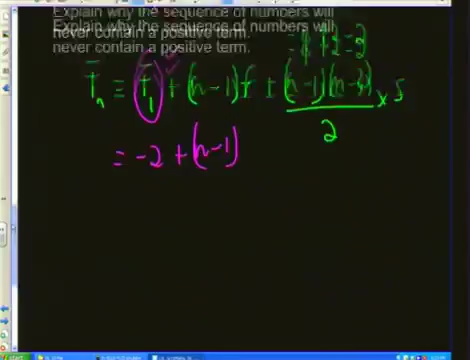 Explain why the sequence of numbers will
Explain why the sequence of numbers will
never contain a positive term.
never contain a positive term.
T_n = T_1 + (n-1)f + (n-1)(n-2)/2 × s
= -2 + (n-1)
start